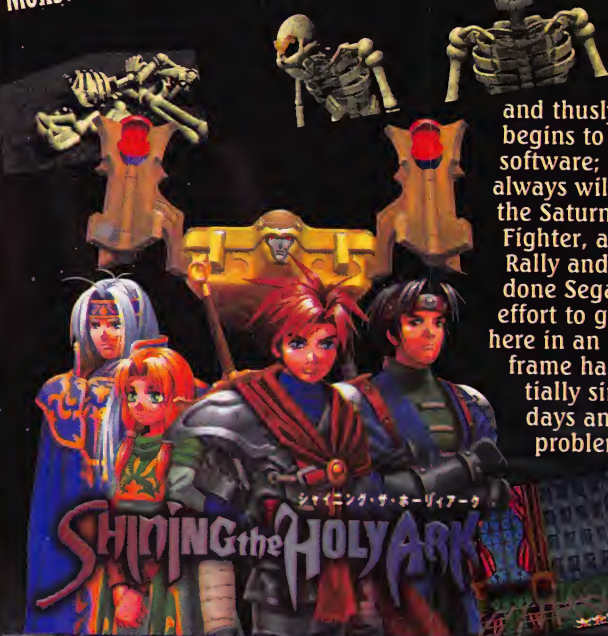 and thusly
begins to
software;
always wil
the Saturn
Fighter, a
Rally and
done Sega
effort to g
here in an
frame ha
tially si
days an
problem
シャイニング・ザ・ホーリィアーク
SHINING the HOLY ARK